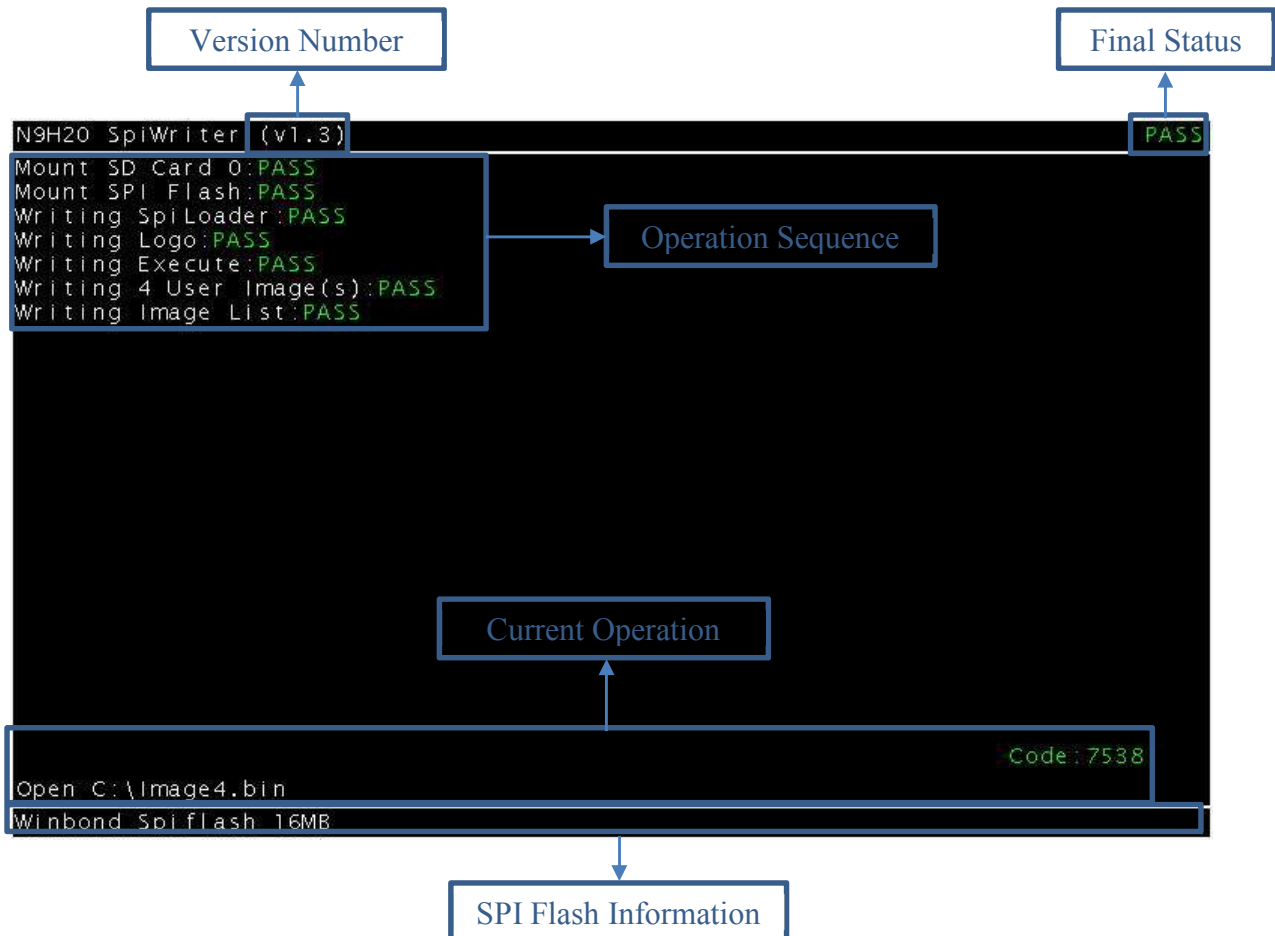 Version Number
Final Status
N9H20 SpiWriter (v1.3)
PASS
Mount SD Card 0:PASS
Mount SPI Flash:PASS
Writing SpiLoader:PASS
Writing Logo:PASS
Writing Execute:PASS
Writing 4 User Image(s):PASS
Writing Image List:PASS
Operation Sequence
Current Operation
Code:7538
Open C:\Image4.bin
Winbond Spiflash 16MB
SPI Flash Information